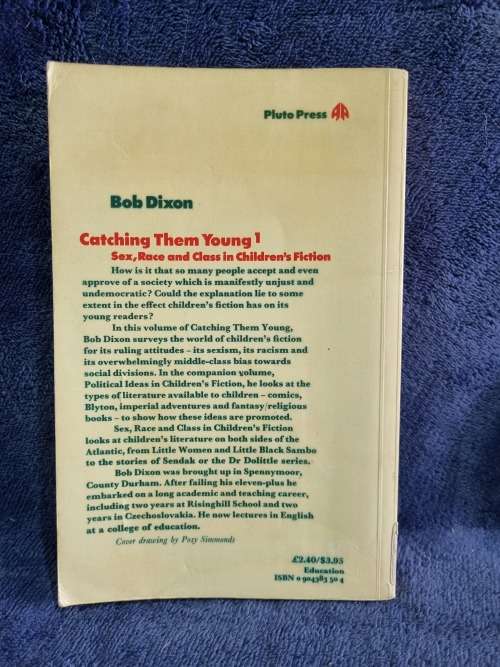 Pluto Press
Bob Dixon
Catching Them Young 1
Sex, Race and Class in Children's Fiction
How is it that so many people accept and even
approve of a society which is manifestly unjust and
undemocratic? Could the explanation lie to some
extent in the effect children's fiction has on its
young readers?
In this volume of Catching Them Young,
Bob Dixon surveys the world of children's fiction
for its ruling attitudes – its sexism, its racism and
its overwhelmingly middle-class bias towards
social divisions. In the companion volume,
Political Ideas in Children's Fiction, he looks at the
types of literature available to children – comics,
Blyton, imperial adventures and fantasy/religious
books – to show how these ideas are promoted.
Sex, Race and Class in Children's Fiction
looks at children's literature on both sides of the
Atlantic, from Little Women and Little Black Sambo
to the stories of Sendak or the Dr Dolittle series.
Bob Dixon was brought up in Spennymoor,
County Durham. After failing his eleven-plus he
embarked on a long academic and teaching career,
including two years at Risinghill School and two
years in Czechoslovakia. He now lectures in English
at a college of education.
Cover drawing by Posy Simmonds
£2.40/$3.95
Education
ISBN 0 904383 50 4